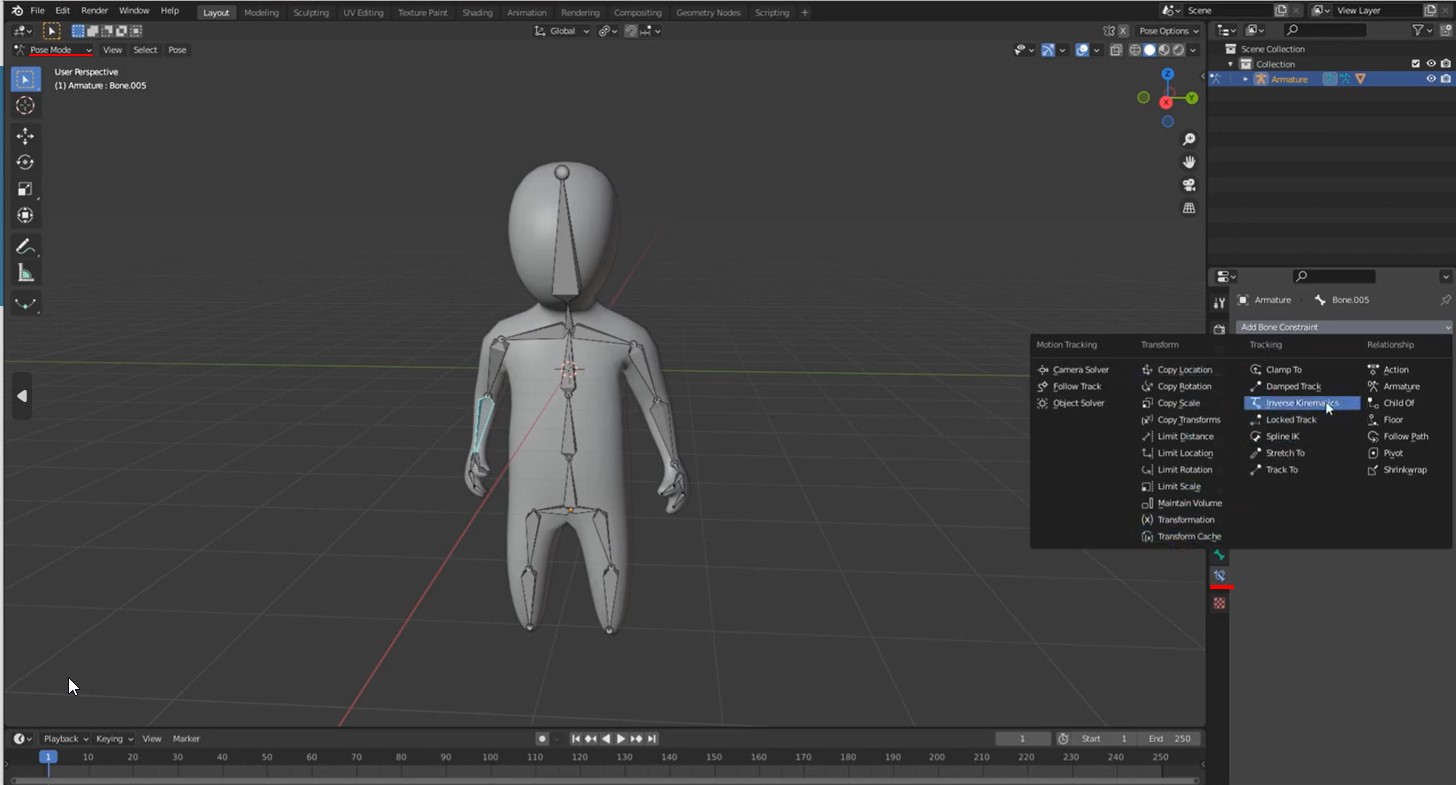 File Edit Render Window Help Layout Modeling Sculpting UV Editing Texture Paint Shading Animation Rendering Compositing Geometry Nodes Scripting + Scene View Layer
Global Pose Options
Pose Mode View Select Pose
Scene Collection
Collection
Armature
User Perspective
(1) Armature : Bone.005
Z
Y
X
Armature Bone.005
Add Bone Constraint
Motion Tracking Transform Tracking Relationship
Camera Solver Copy Location Clamp To Action
Follow Track Copy Rotation Damped Track Armature
Object Solver Copy Scale Inverse Kinematics Child Of
Copy Transforms Locked Track Floor
Limit Distance Spline IK Follow Path
Limit Location Stretch To Pivot
Limit Rotation Track To Shrinkwrap
Limit Scale
Maintain Volume
Transformation
Transform Cache
Playback Keying View Marker 1 Start 1 End 250
1 10 20 30 40 50 60 70 80 90 100 110 120 130 140 150 160 170 180 190 200 210 220 230 240 250